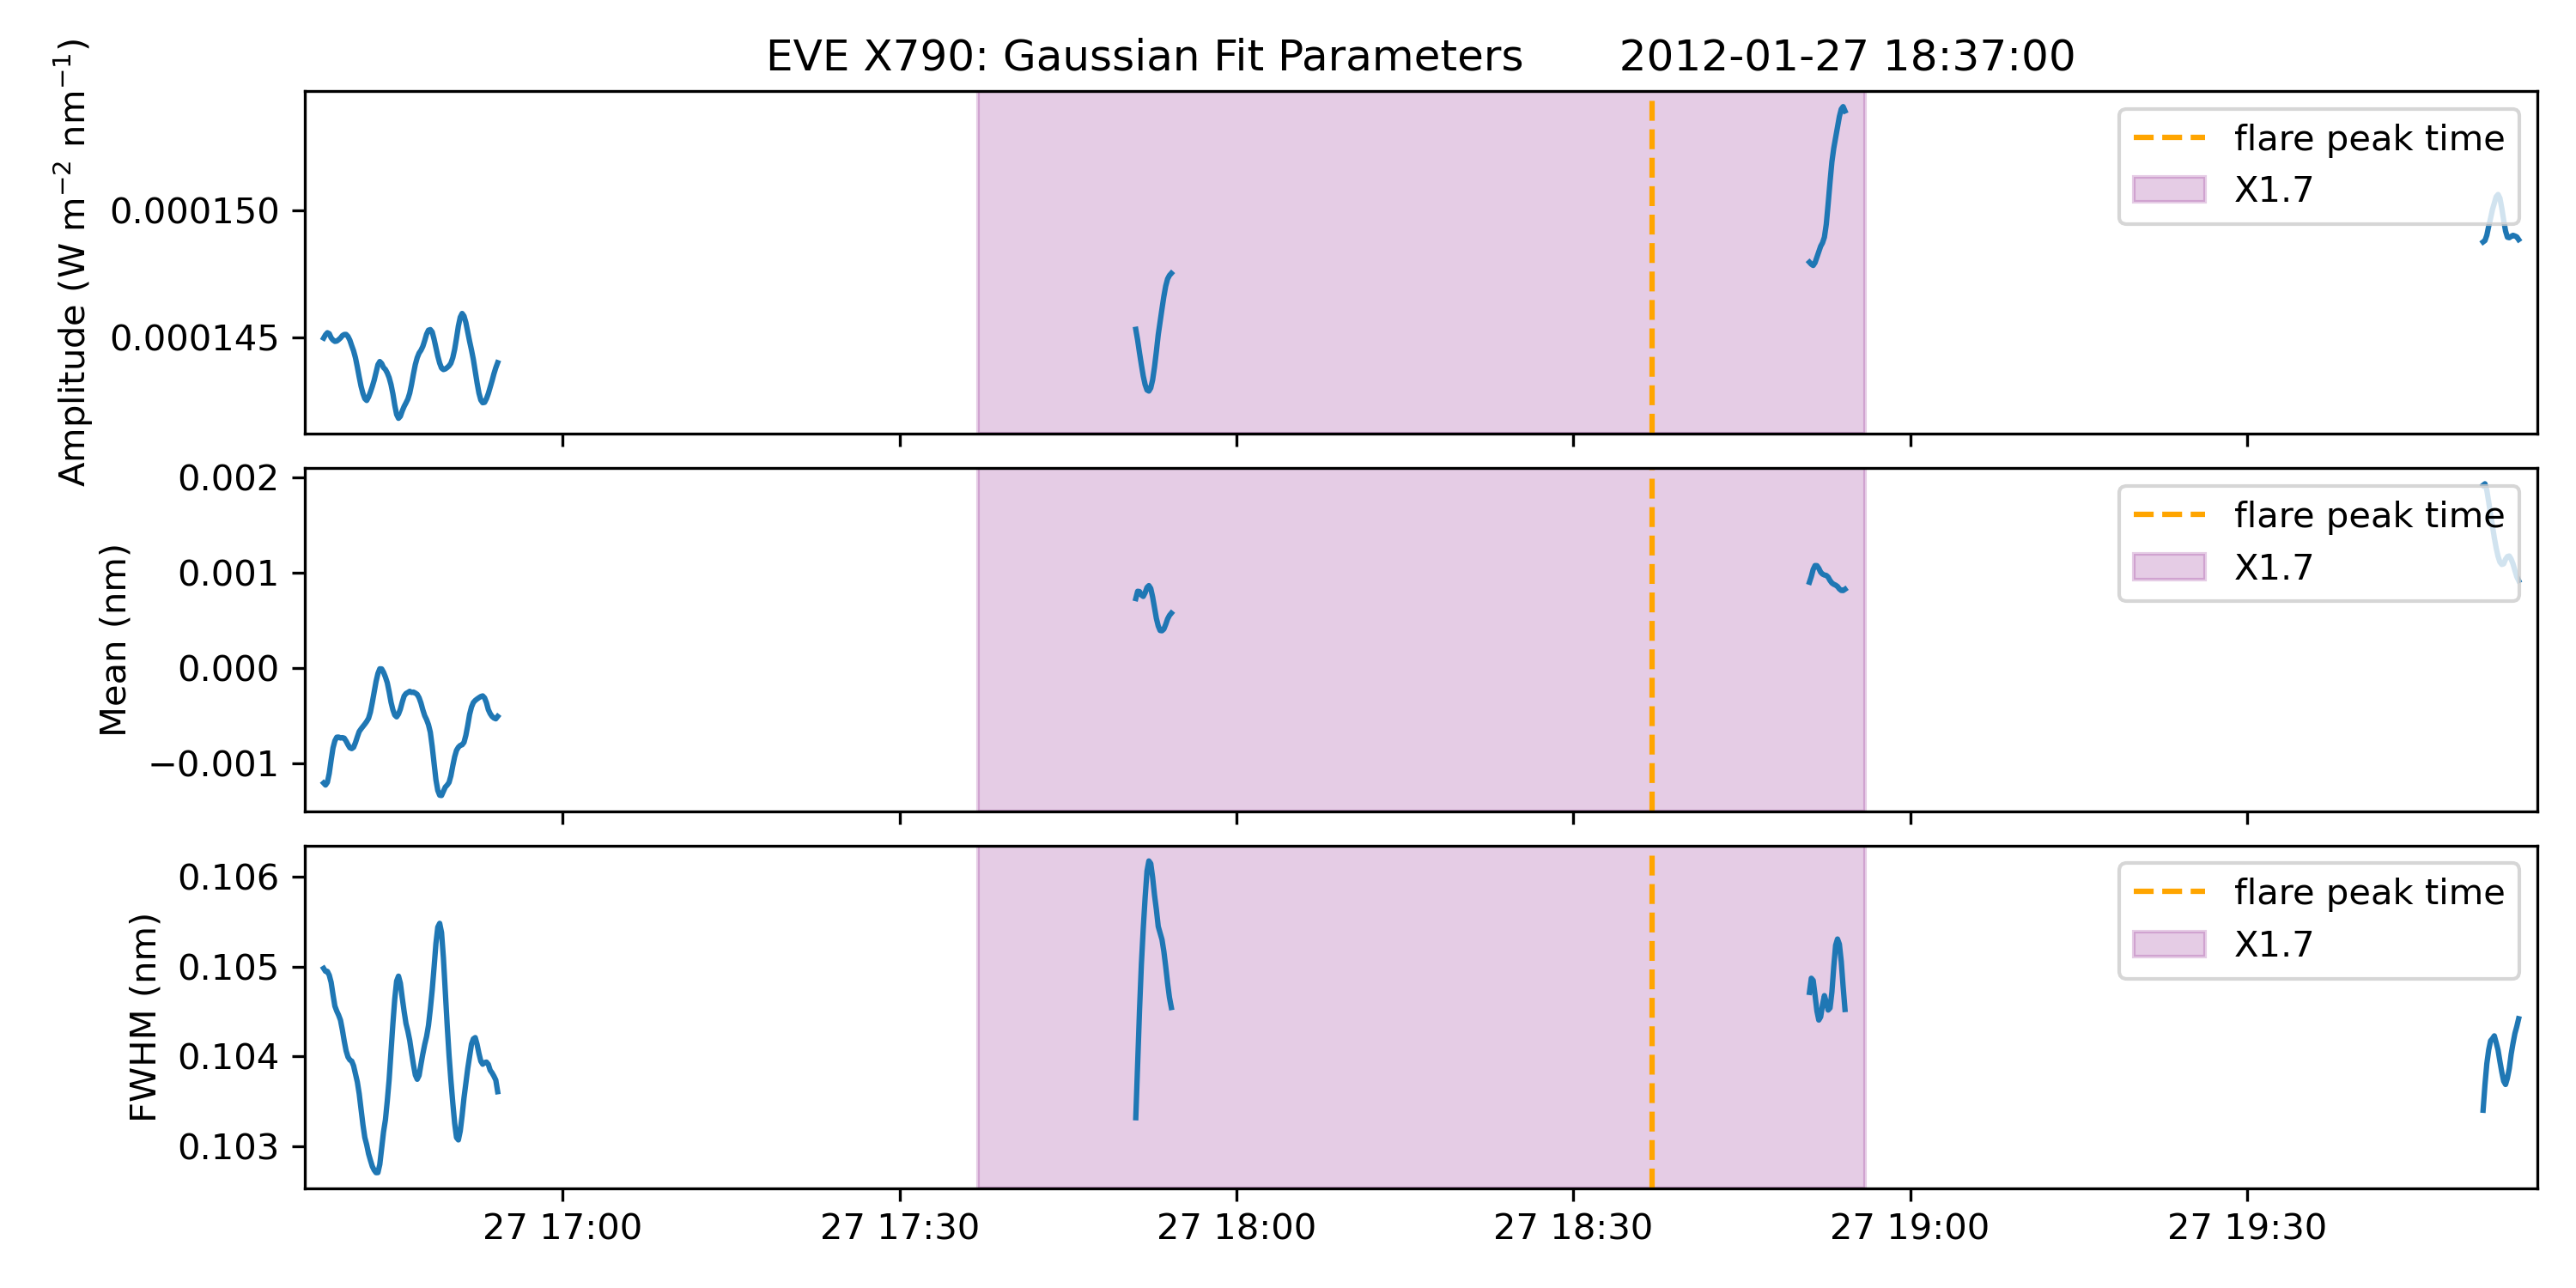 EVE X790: Gaussian Fit Parameters 2012-01-27 18:37:00
Amplitude (W m⁻² nm⁻¹)
0.000150
0.000145
flare peak time
X1.7
Mean (nm)
0.002
0.001
0.000
−0.001
flare peak time
X1.7
FWHM (nm)
0.106
0.105
0.104
0.103
flare peak time
X1.7
27 17:00 27 17:30 27 18:00 27 18:30 27 19:00 27 19:30